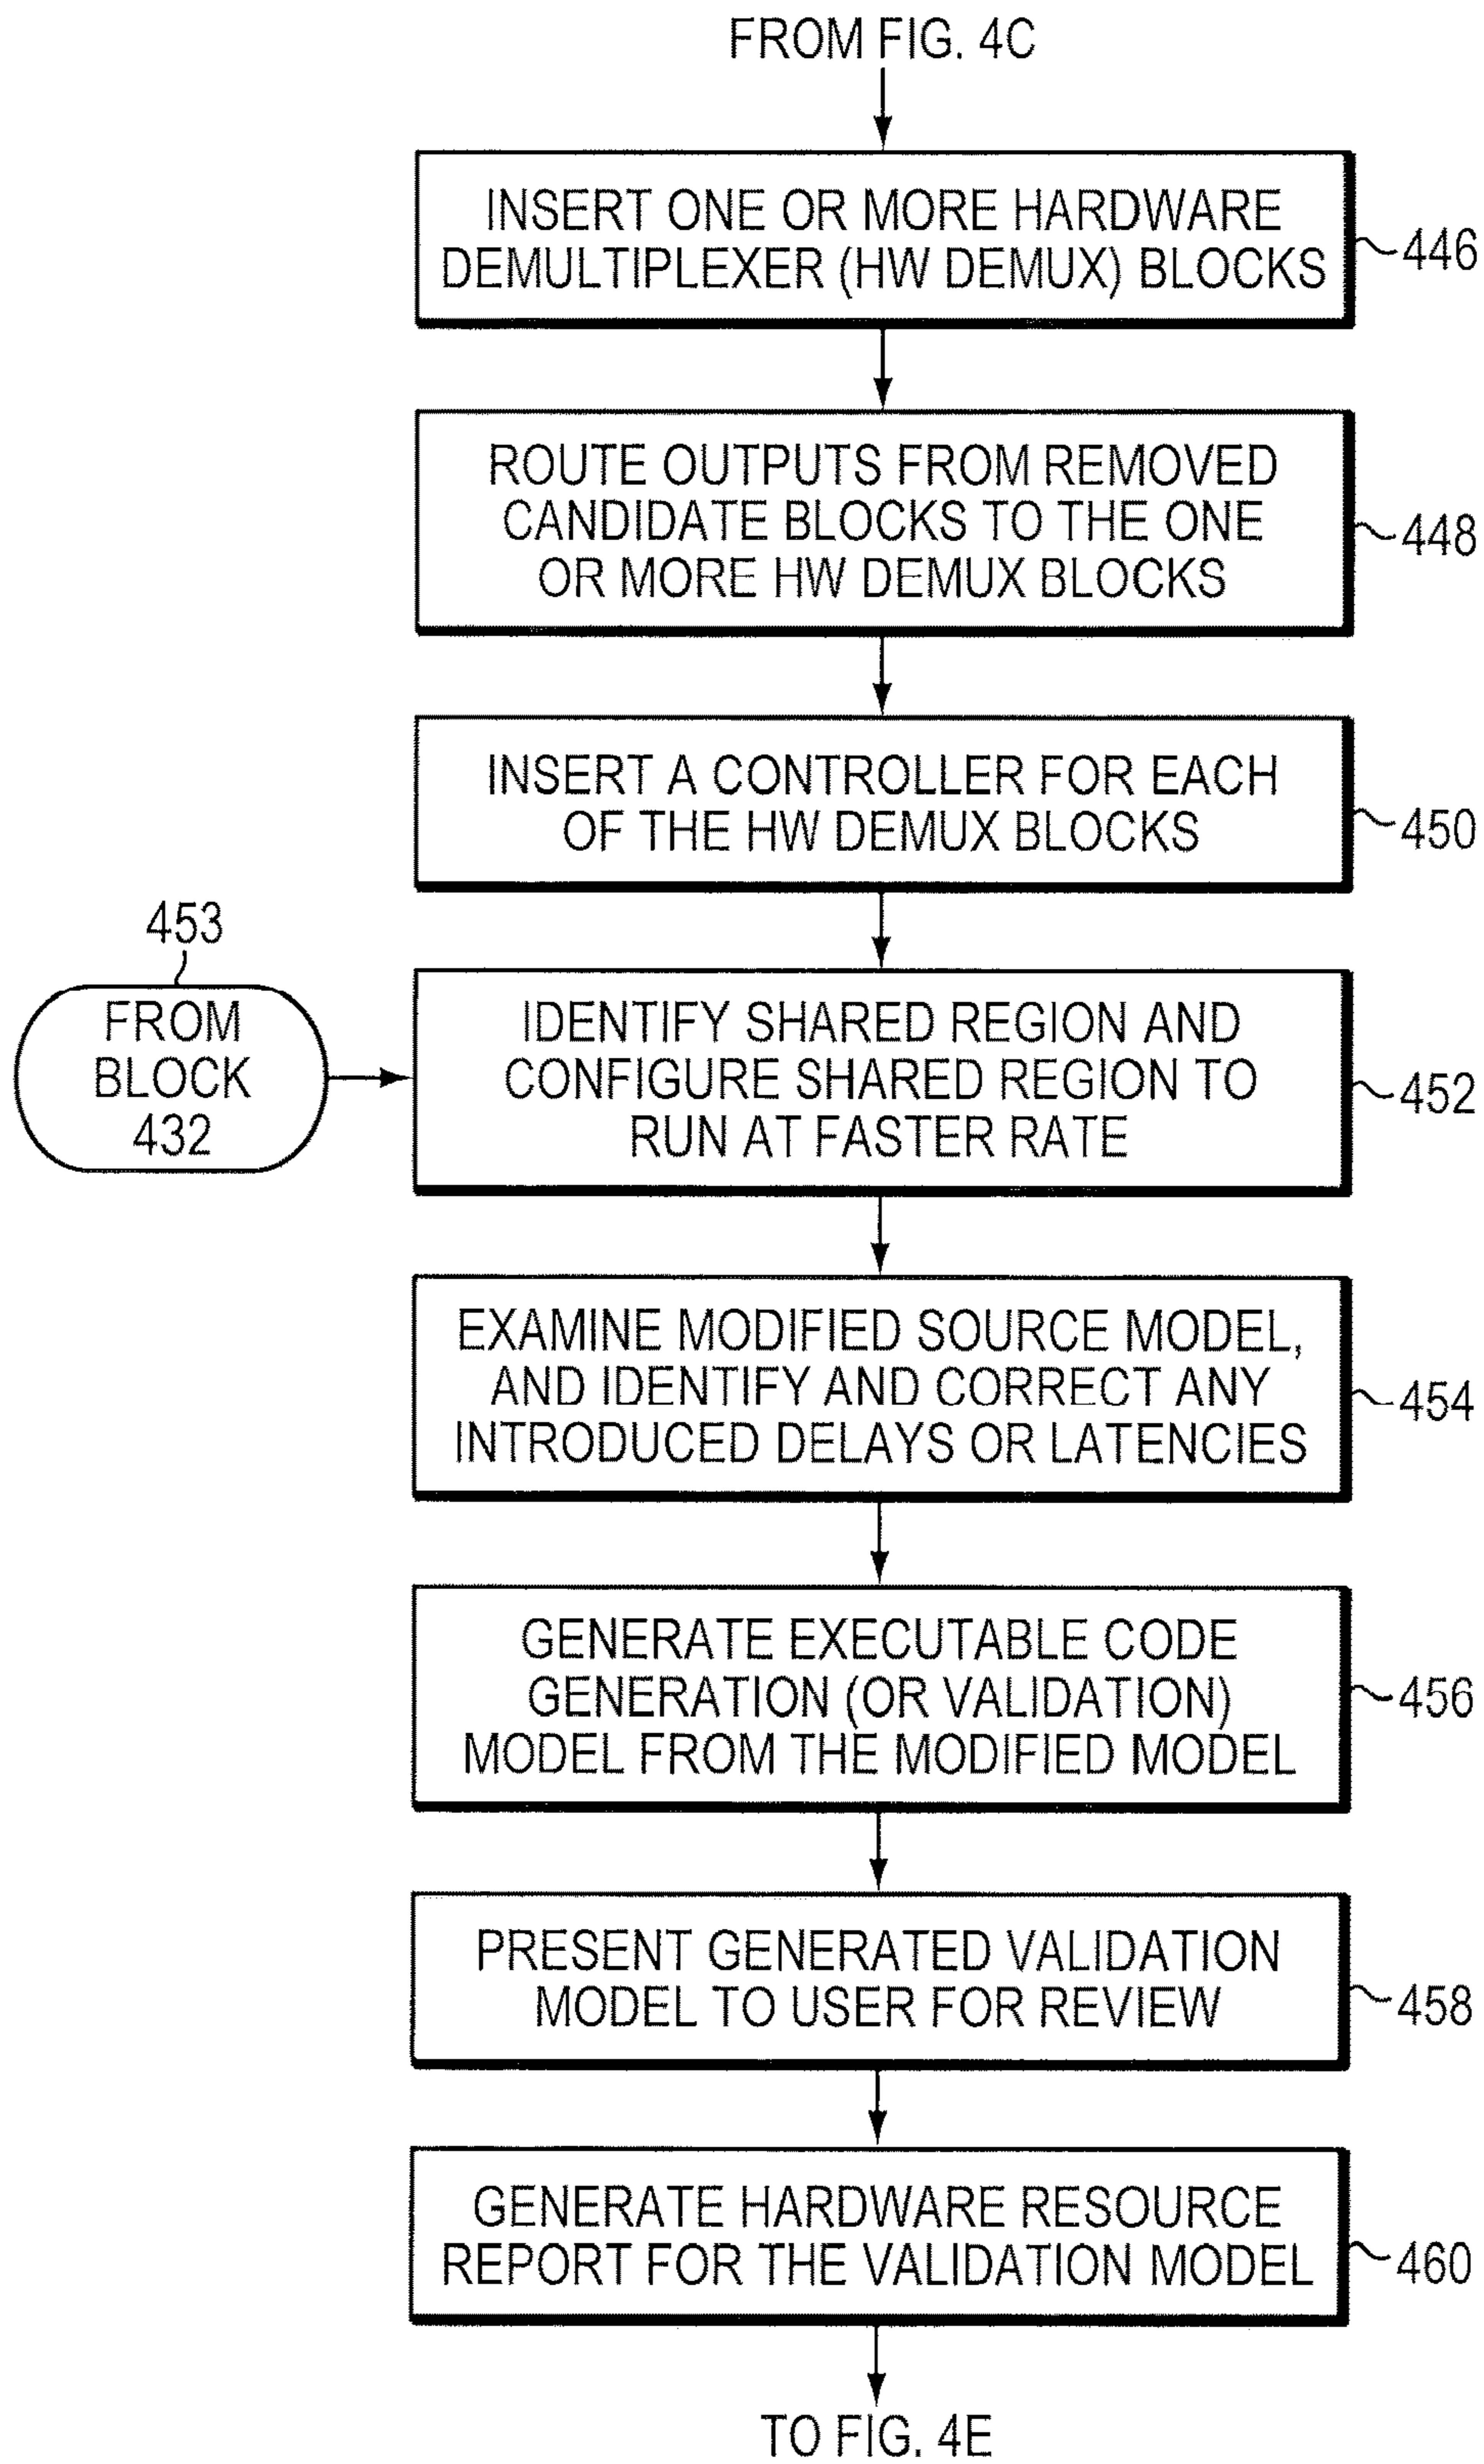 FROM FIG. 4C
INSERT ONE OR MORE HARDWARE
DEMULTIPLEXER (HW DEMUX) BLOCKS
446
ROUTE OUTPUTS FROM REMOVED
CANDIDATE BLOCKS TO THE ONE
OR MORE HW DEMUX BLOCKS
448
INSERT A CONTROLLER FOR EACH
OF THE HW DEMUX BLOCKS
450
453
FROM
BLOCK
432
IDENTIFY SHARED REGION AND
CONFIGURE SHARED REGION TO
RUN AT FASTER RATE
452
EXAMINE MODIFIED SOURCE MODEL,
AND IDENTIFY AND CORRECT ANY
INTRODUCED DELAYS OR LATENCIES
454
GENERATE EXECUTABLE CODE
GENERATION (OR VALIDATION)
MODEL FROM THE MODIFIED MODEL
456
PRESENT GENERATED VALIDATION
MODEL TO USER FOR REVIEW
458
GENERATE HARDWARE RESOURCE
REPORT FOR THE VALIDATION MODEL
460
TO FIG. 4E